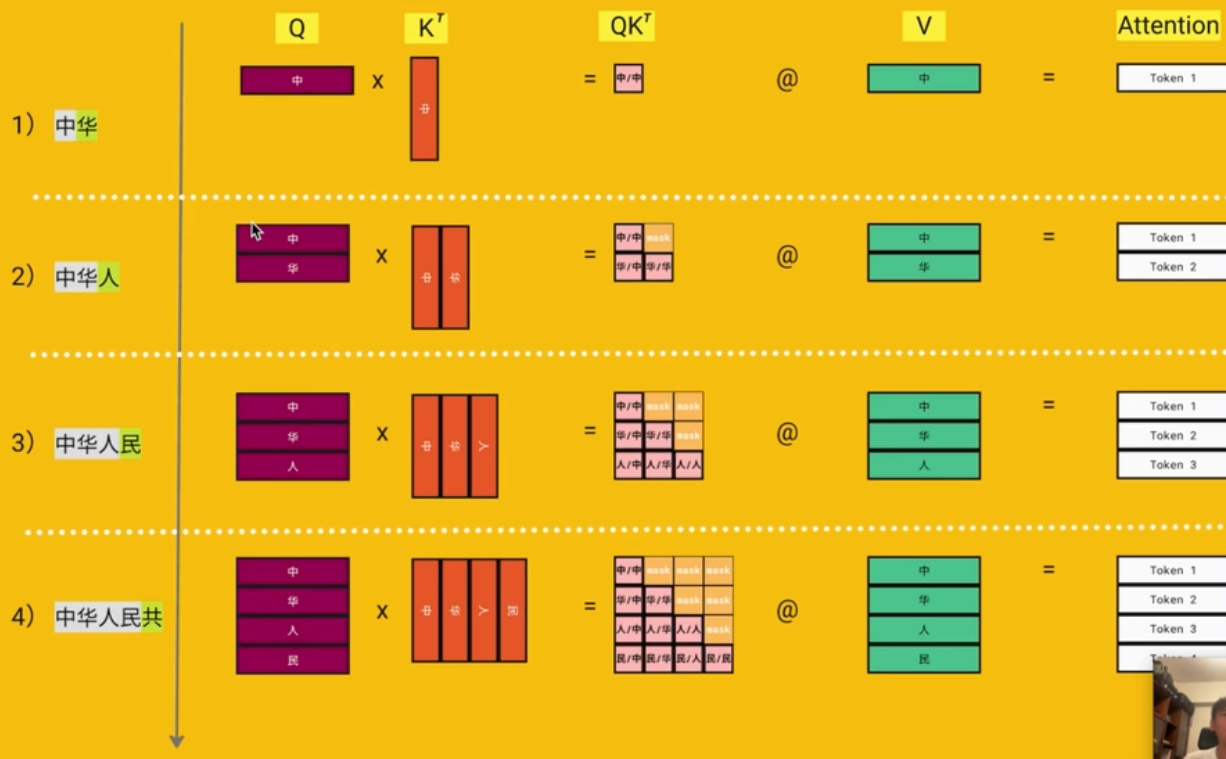 Q K^T QK^T V Attention
1) 中华
中 x 中 = 中/中 @ 中 = Token 1
2) 中华人
中 中/中 mask 中 = Token 1
华 x 中 华 = 华/中 华/华 @ 华 Token 2
3) 中华人民
中 中/中 mask mask 中 = Token 1
华 x 中 华 人 = 华/中 华/华 mask @ 华 Token 2
人 人/中 人/华 人/人 人 Token 3
4) 中华人民共
中 中/中 mask mask mask 中 = Token 1
华 x 中 华 人 民 = 华/中 华/华 mask mask @ 华 Token 2
人 人/中 人/华 人/人 mask 人 Token 3
民 民/中 民/华 民/人 民/民 民